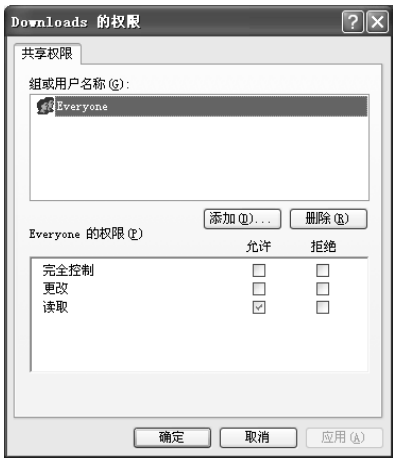 Downloads 的权限
共享权限
组或用户名称(G):
Everyone
添加(D)... 删除(R)
Everyone 的权限(P) 允许 拒绝
完全控制
更改
读取
确定 取消 应用(A)